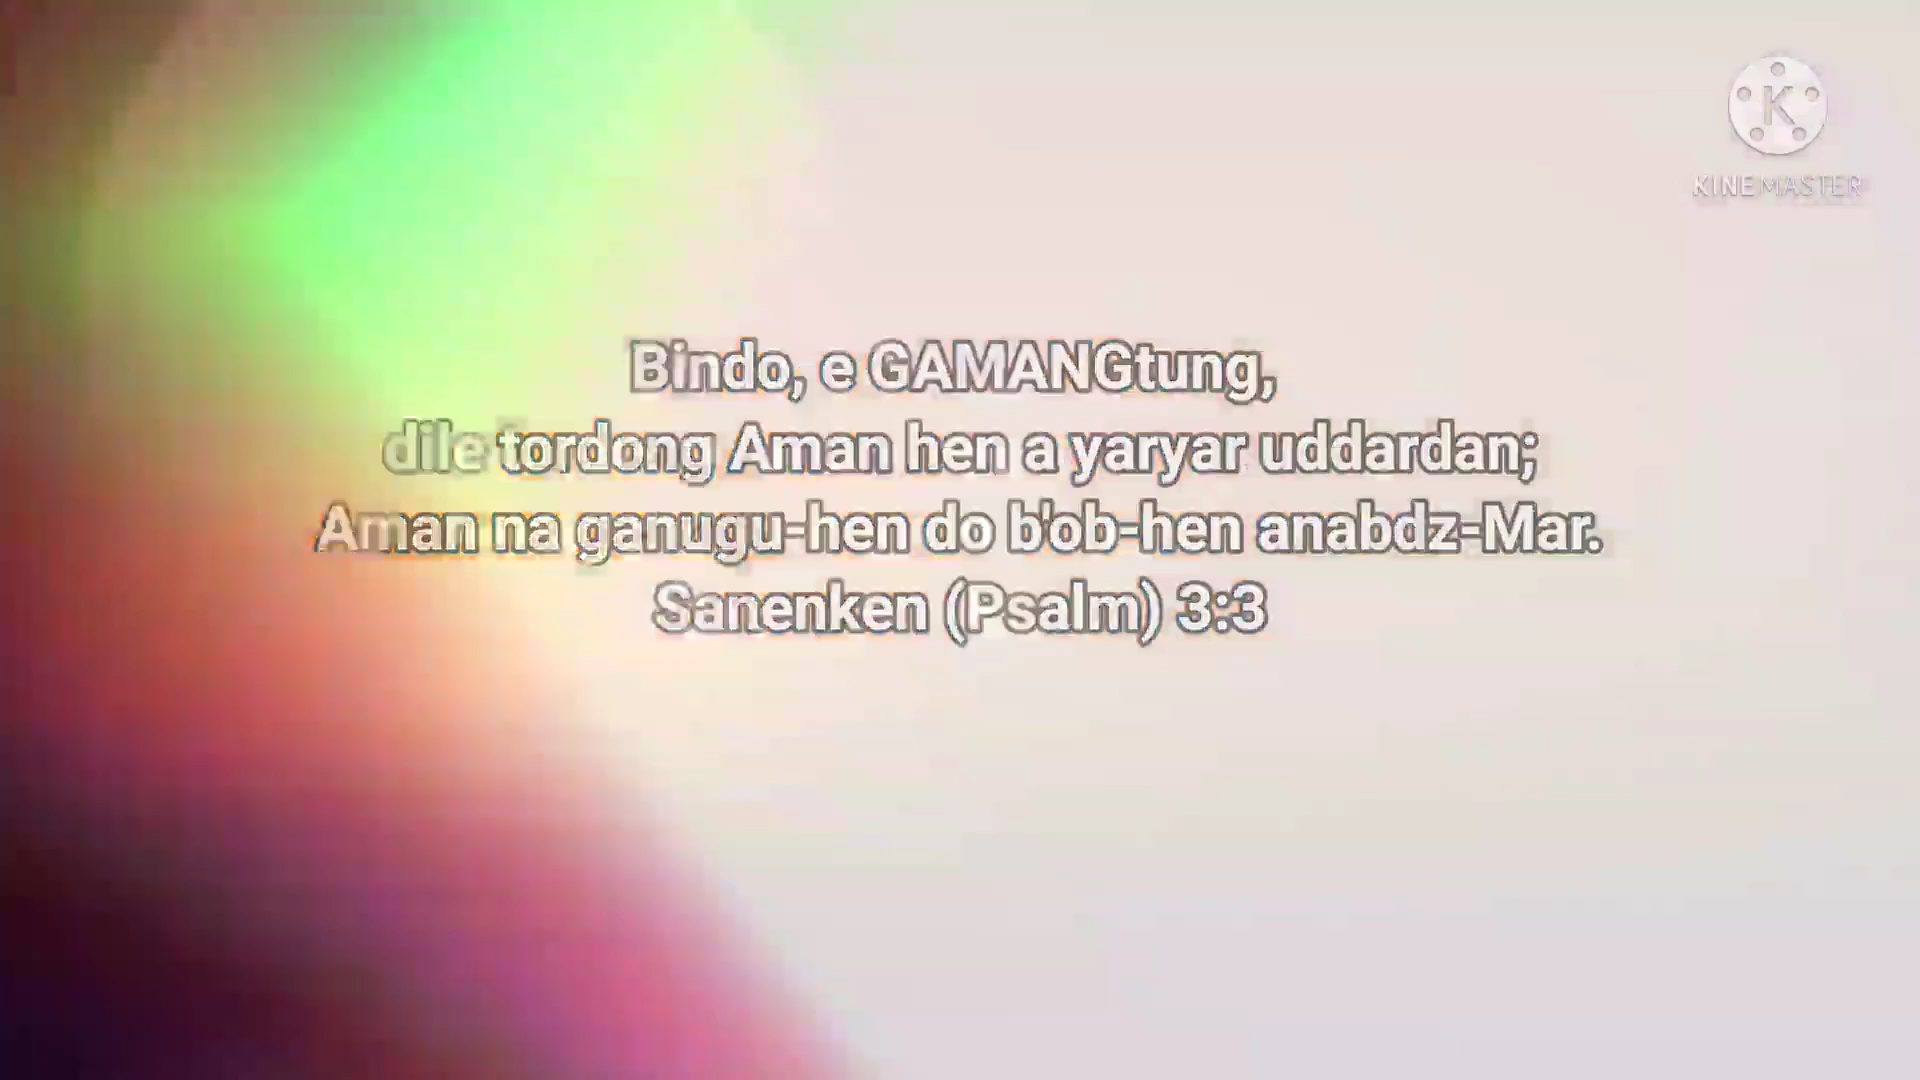 KINEMASTER
Bindo, e GAMANGtung,
dile tordong Aman hen a yaryar uddardan;
Aman na ganugu-hen do b'ob-hen anabdz-Mar.
Sanenken (Psalm) 3:3